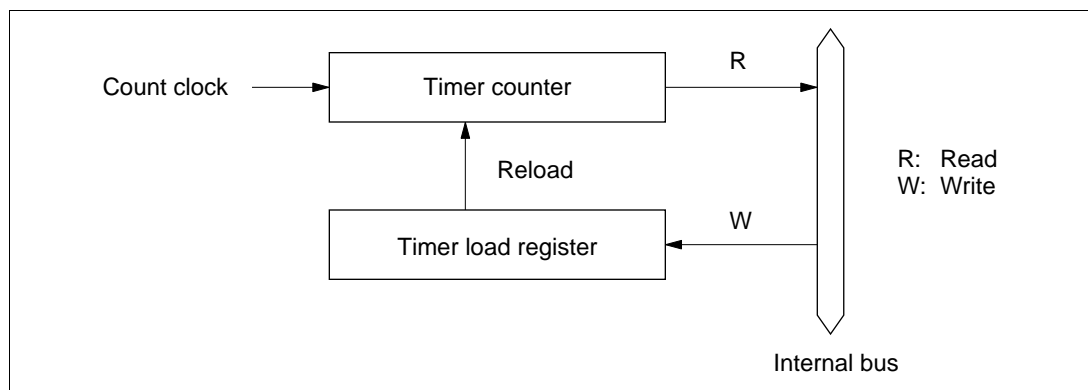 R
Count clock
Timer counter
Reload
R: Read
W: Write
W
Timer load register
Internal bus